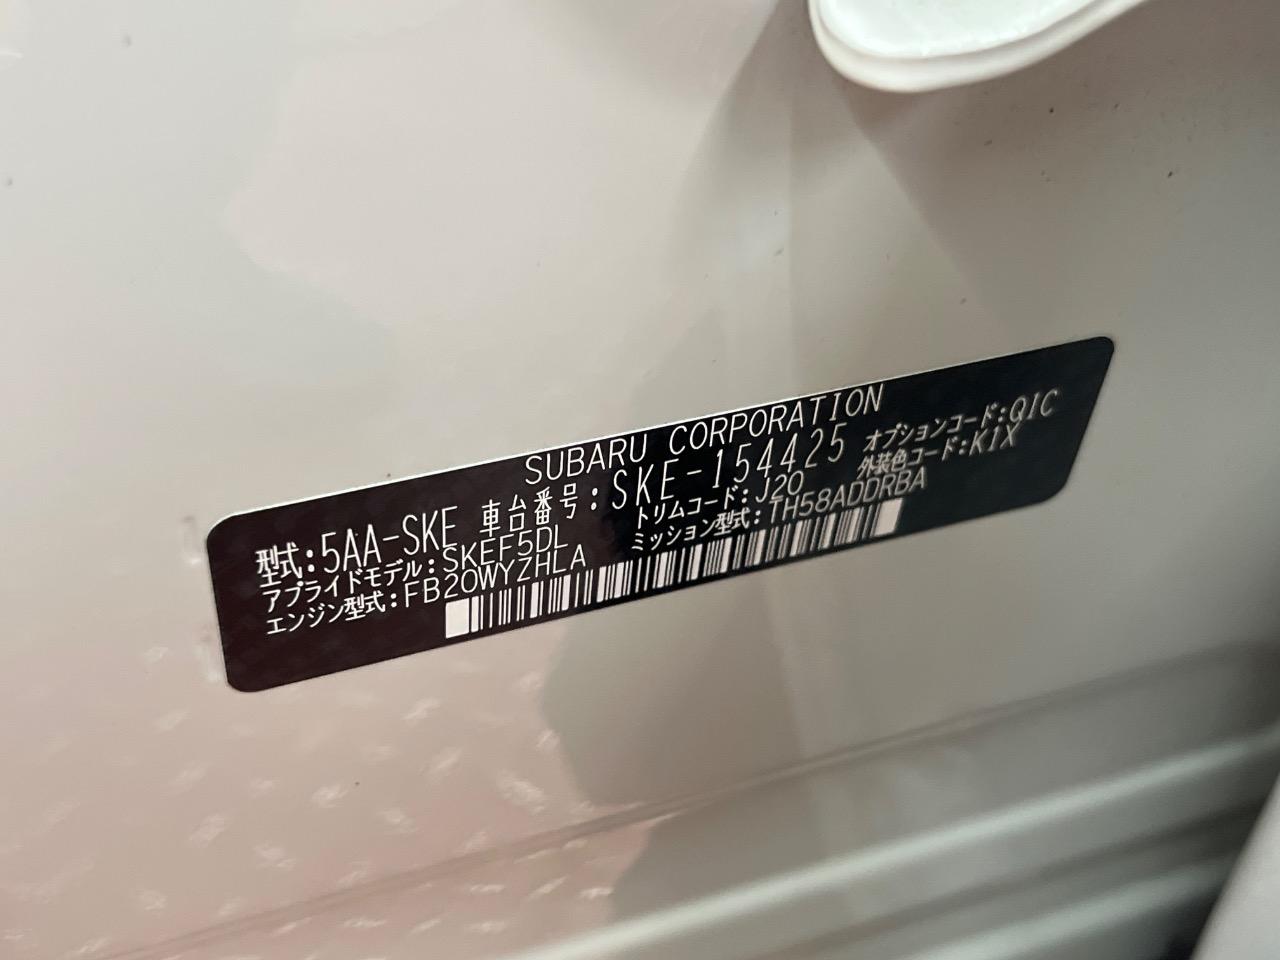 SUBARU CORPORATION
型式:5AA-SKE 車台番号:SKE-154425
アプライドモデル:SKEF5DL トリムコード:J20 オプションコード:QIC
エンジン型式:FB20WYZHLA ミッション型式:TH58ADDRBA 外装色コード:K1X